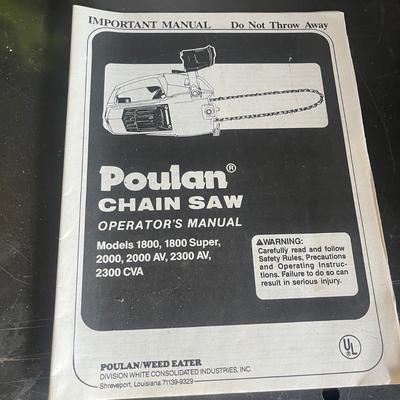 IMPORTANT MANUAL Do Not Throw Away
Poulan®
CHAIN SAW
OPERATOR'S MANUAL
Models 1800, 1800 Super,
2000, 2000 AV, 2300 AV,
2300 CVA
⚠WARNING:
Carefully read and follow
Safety Rules, Precautions
and Operating Instruc-
tions. Failure to do so can
result in serious injury.
POULAN/WEED EATER
DIVISION WHITE CONSOLIDATED INDUSTRIES, INC.
Shreveport, Louisiana 71139-9329
UL